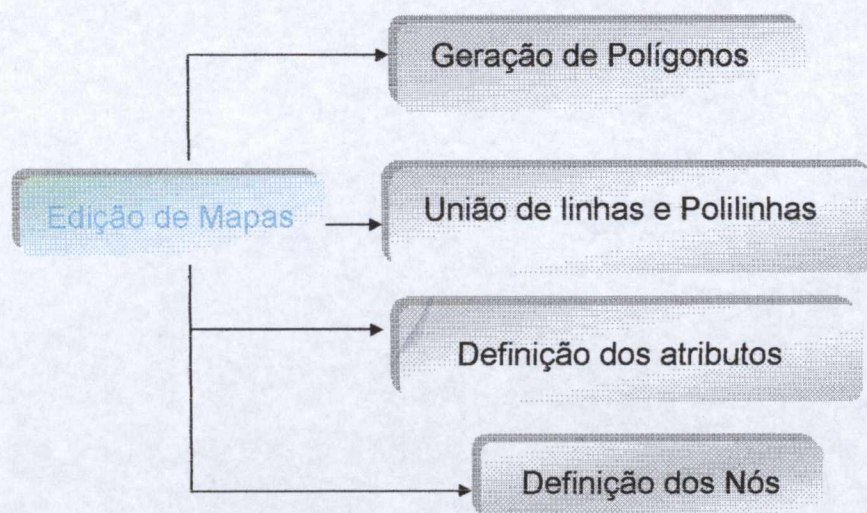 Geração de Polígonos
Edição de Mapas
União de linhas e Polilinhas
Definição dos atributos
Definição dos Nós